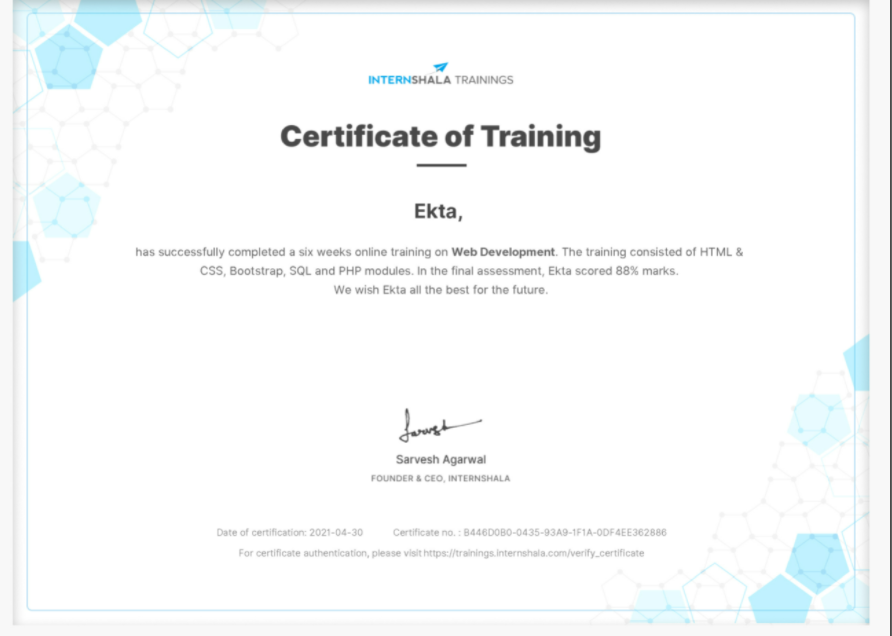 INTERNSHALA TRAININGS
Certificate of Training
Ekta,
has successfully completed a six weeks online training on Web Development. The training consisted of HTML &
CSS, Bootstrap, SQL and PHP modules. In the final assessment, Ekta scored 88% marks.
We wish Ekta all the best for the future.
Sarvesh
Sarvesh Agarwal
FOUNDER & CEO, INTERNSHALA
Date of certification: 2021-04-30 Certificate no. : B446D0B0-0435-93A9-1F1A-0DF4EE362886
For certificate authentication, please visit https://trainings.internshala.com/verify_certificate